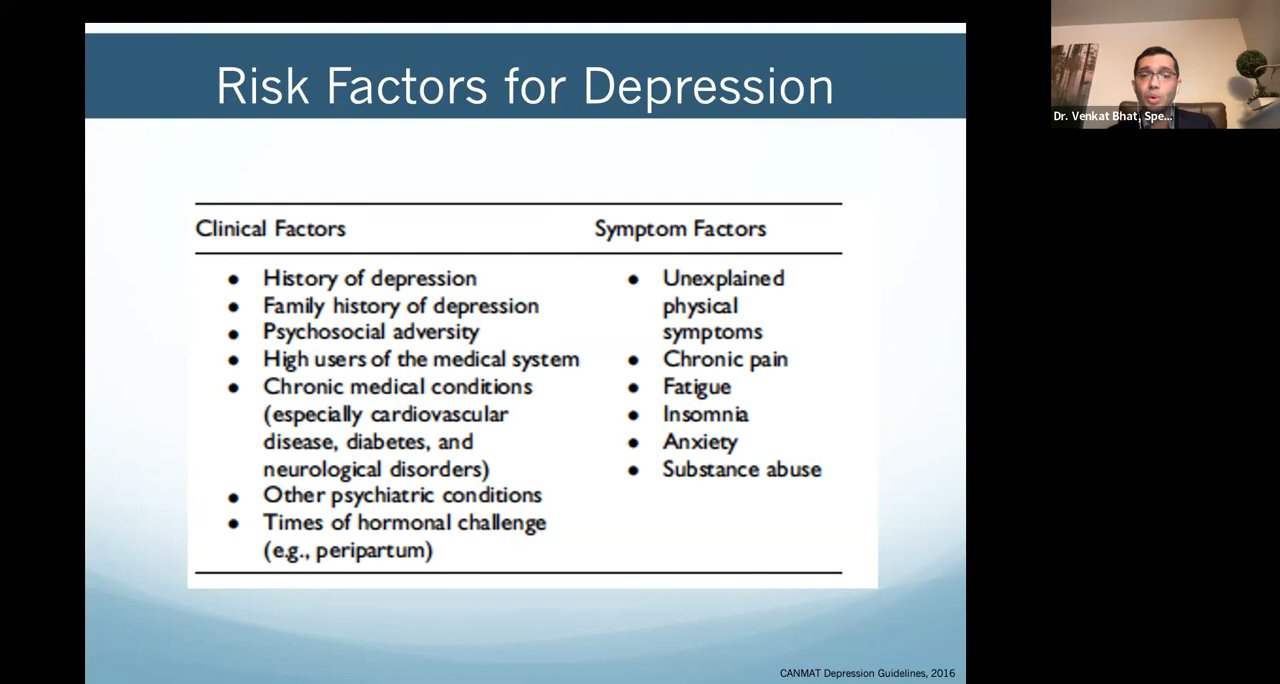 Risk Factors for Depression
Clinical Factors
● History of depression
● Family history of depression
● Psychosocial adversity
● High users of the medical system
● Chronic medical conditions
(especially cardiovascular
disease, diabetes, and
neurological disorders)
● Other psychiatric conditions
● Times of hormonal challenge
(e.g., peripartum)
Symptom Factors
● Unexplained
physical
symptoms
● Chronic pain
● Fatigue
● Insomnia
● Anxiety
● Substance abuse
CANMAT Depression Guidelines, 2016
Dr. Venkat Bhat, Spe...